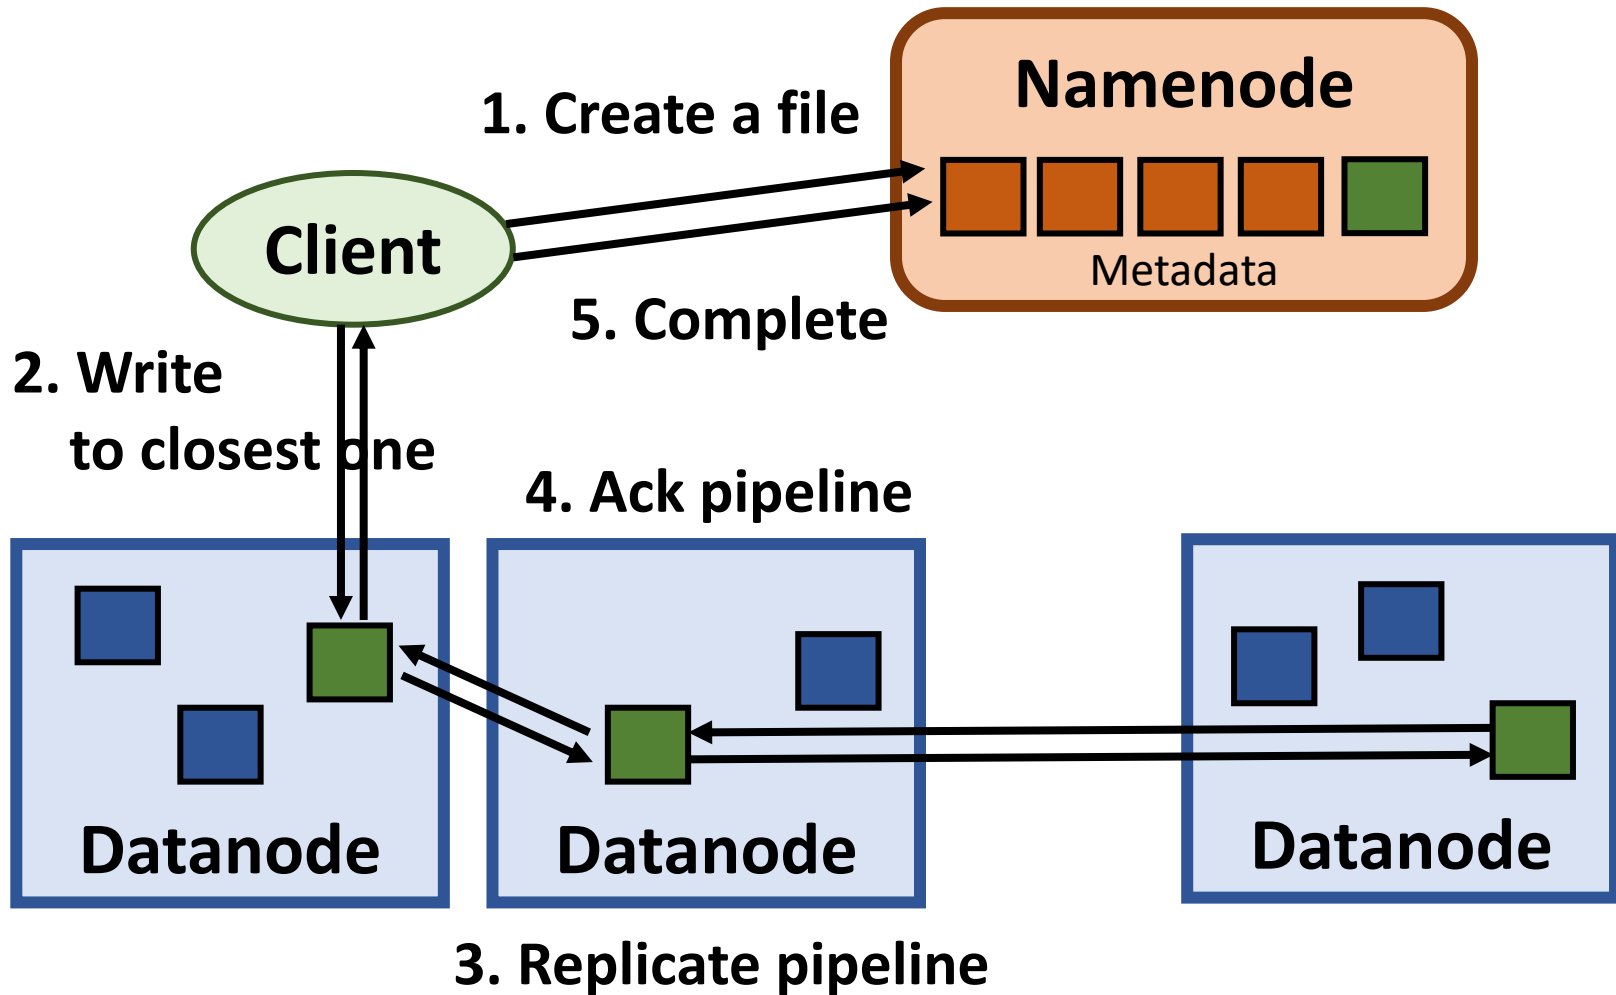 Namenode
1. Create a file
Metadata
Client
5. Complete
2. Write
to closest one
4. Ack pipeline
Datanode
Datanode
Datanode
3. Replicate pipeline